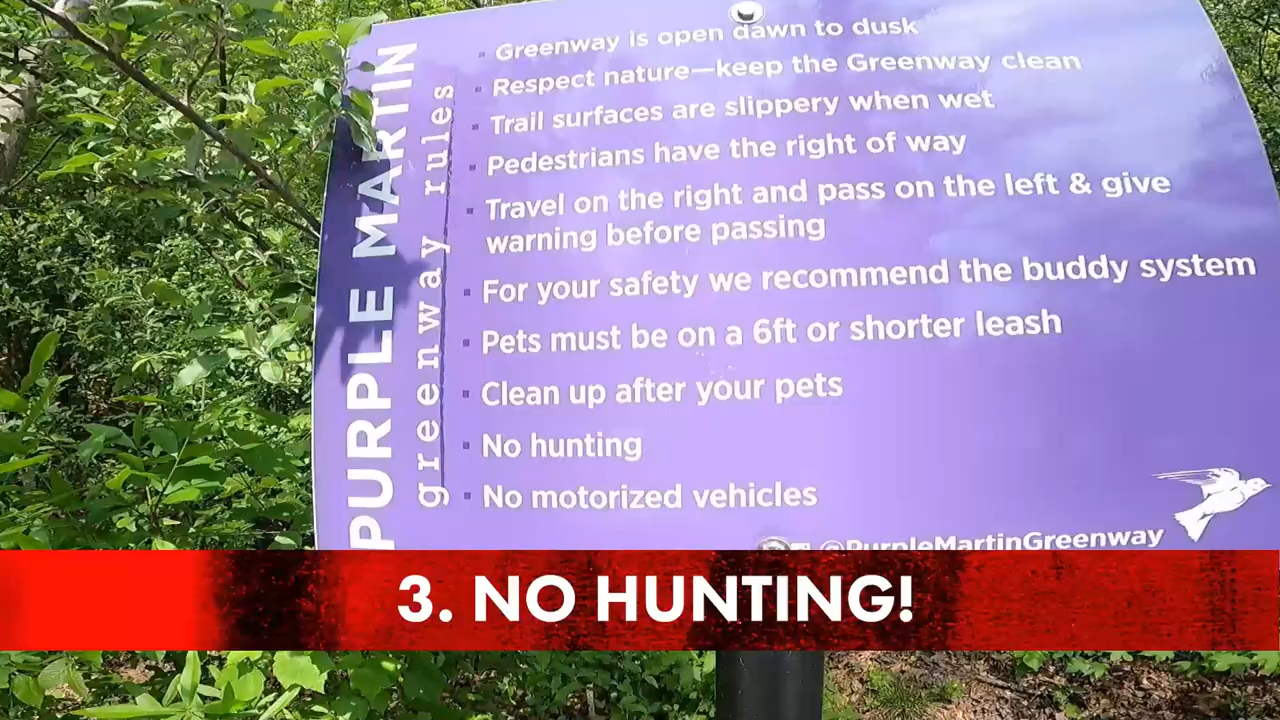 PURPLE MARTIN
greenway rules
▪ Greenway is open dawn to dusk
▪ Respect nature—keep the Greenway clean
▪ Trail surfaces are slippery when wet
▪ Pedestrians have the right of way
▪ Travel on the right and pass on the left & give
warning before passing
▪ For your safety we recommend the buddy system
▪ Pets must be on a 6ft or shorter leash
▪ Clean up after your pets
▪ No hunting
▪ No motorized vehicles
@PurpleMartinGreenway
3. NO HUNTING!